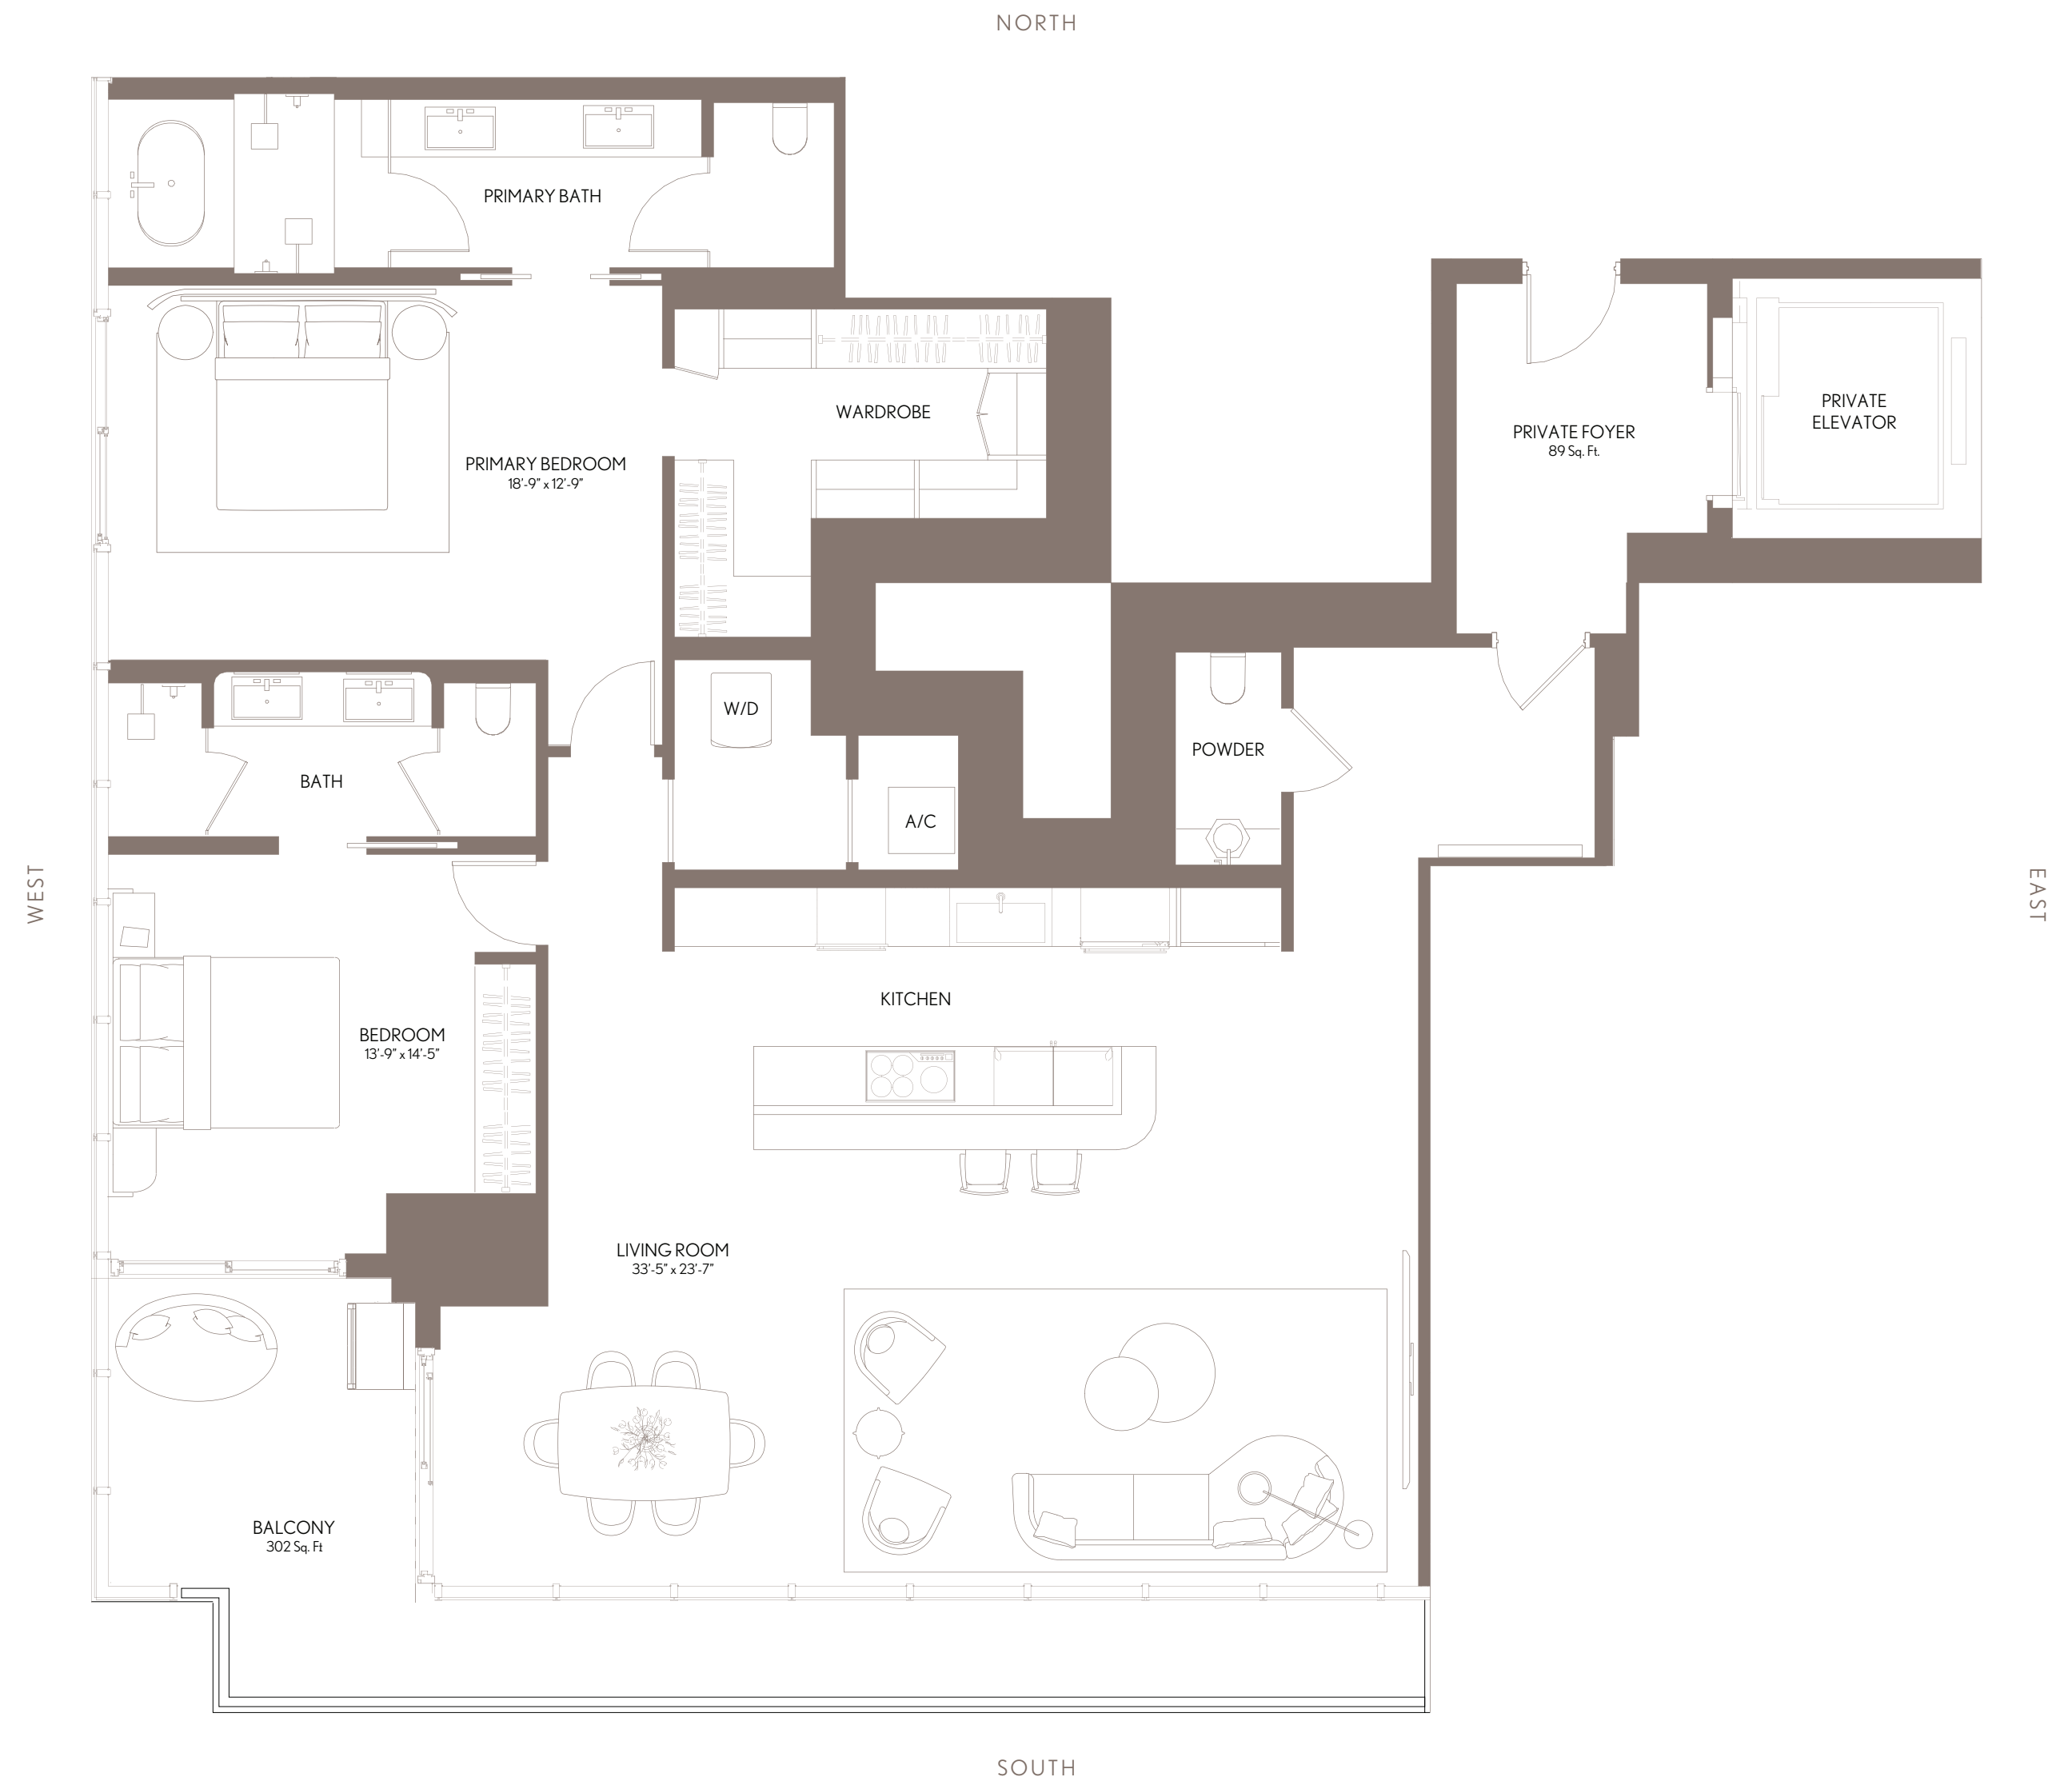 NORTH
PRIMARY BATH
PRIVATE
ELEVATOR
WARDROBE
PRIVATE FOYER
89 Sq. Ft.
PRIMARY BEDROOM
18'-9" x 12'-9"
W/D
POWDER
BATH
A/C
WEST
EAST
KITCHEN
BEDROOM
13'-9" x 14'-5"
LIVING ROOM
33'-5" x 23'-7"
BALCONY
302 Sq. Ft
SOUTH